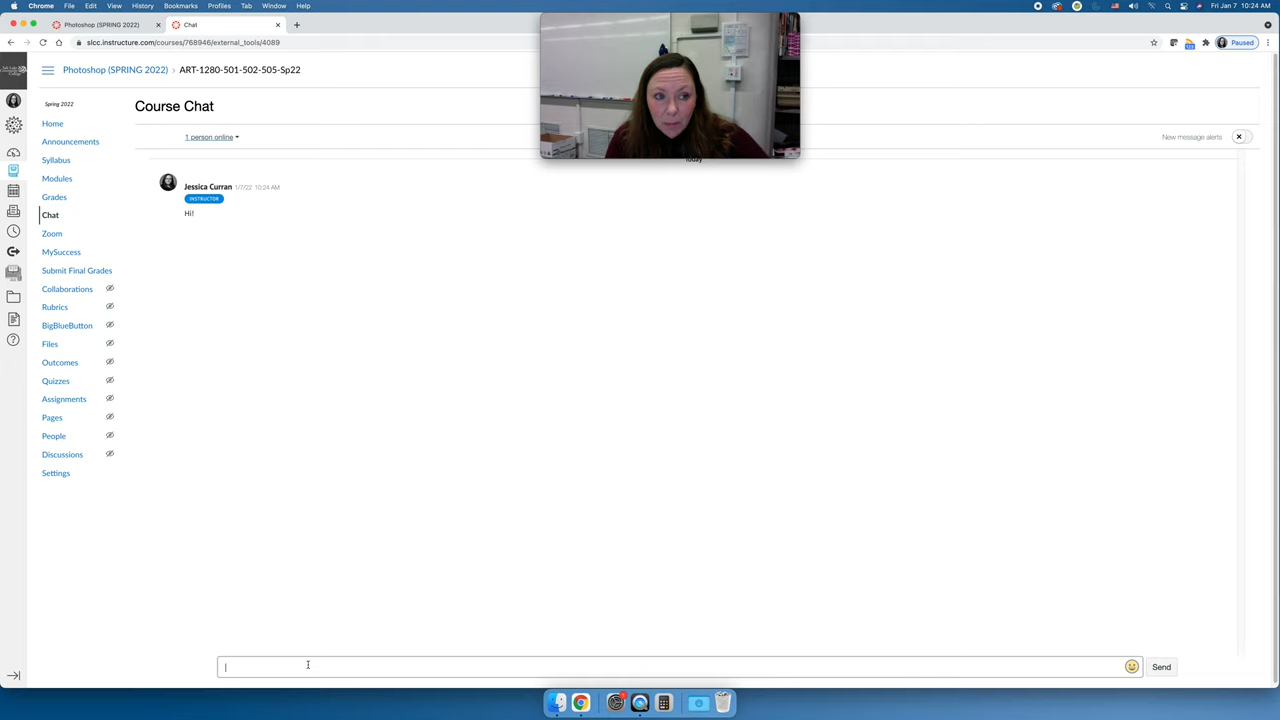 Chrome File Edit View History Bookmarks Profiles Tab Window Help
Fri Jan 7 10:24 AM
Photoshop (SPRING 2022)
Chat
slcc.instructure.com/courses/768946/external_tools/4089
Paused
Photoshop (SPRING 2022) › ART-1280-501-502-505-Sp22
Spring 2022
Course Chat
1 person online
New message alerts
Today
Home
Announcements
Syllabus
Modules
Grades
Chat
Zoom
MySuccess
Submit Final Grades
Collaborations
Rubrics
BigBlueButton
Files
Outcomes
Quizzes
Assignments
Pages
People
Discussions
Settings
Jessica Curran 1/7/22 10:24 AM
INSTRUCTOR
Hi!
Send